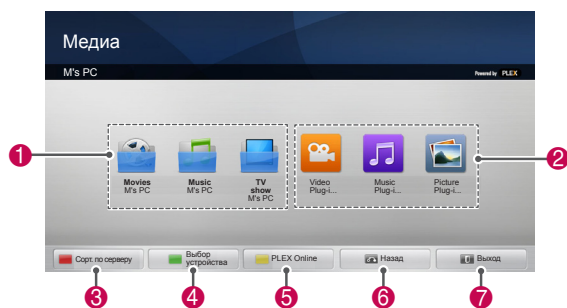 Медиа
M's PC
Powered by PLEX
1
2
Movies
M's PC
Music
M's PC
TV
show
M's PC
Video
Plug-i...
Music
Plug-i...
Picture
Plug-i...
Сорт. по серверу
Выбор
устройства
PLEX Online
Назад
Выход
3
4
5
6
7